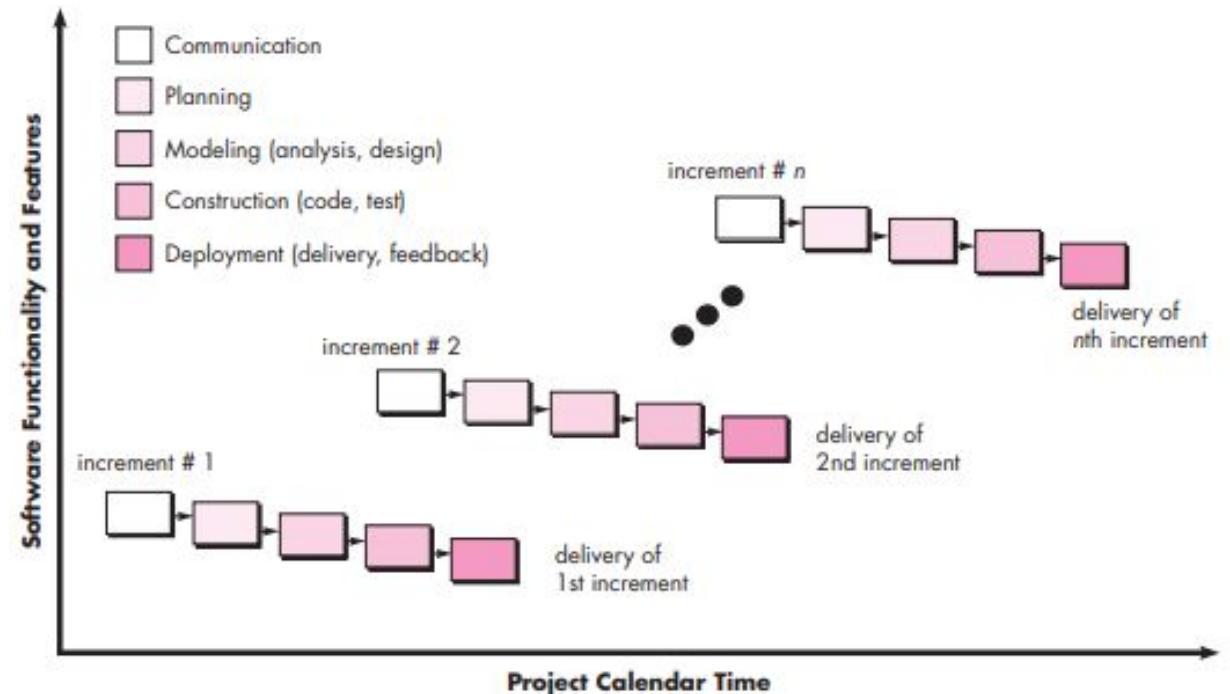 Software Functionality and Features
Communication
Planning
Modeling (analysis, design)
Construction (code, test)
Deployment (delivery, feedback)
increment # n
delivery of
nth increment
increment # 2
delivery of
2nd increment
increment # 1
delivery of
1st increment
Project Calendar Time